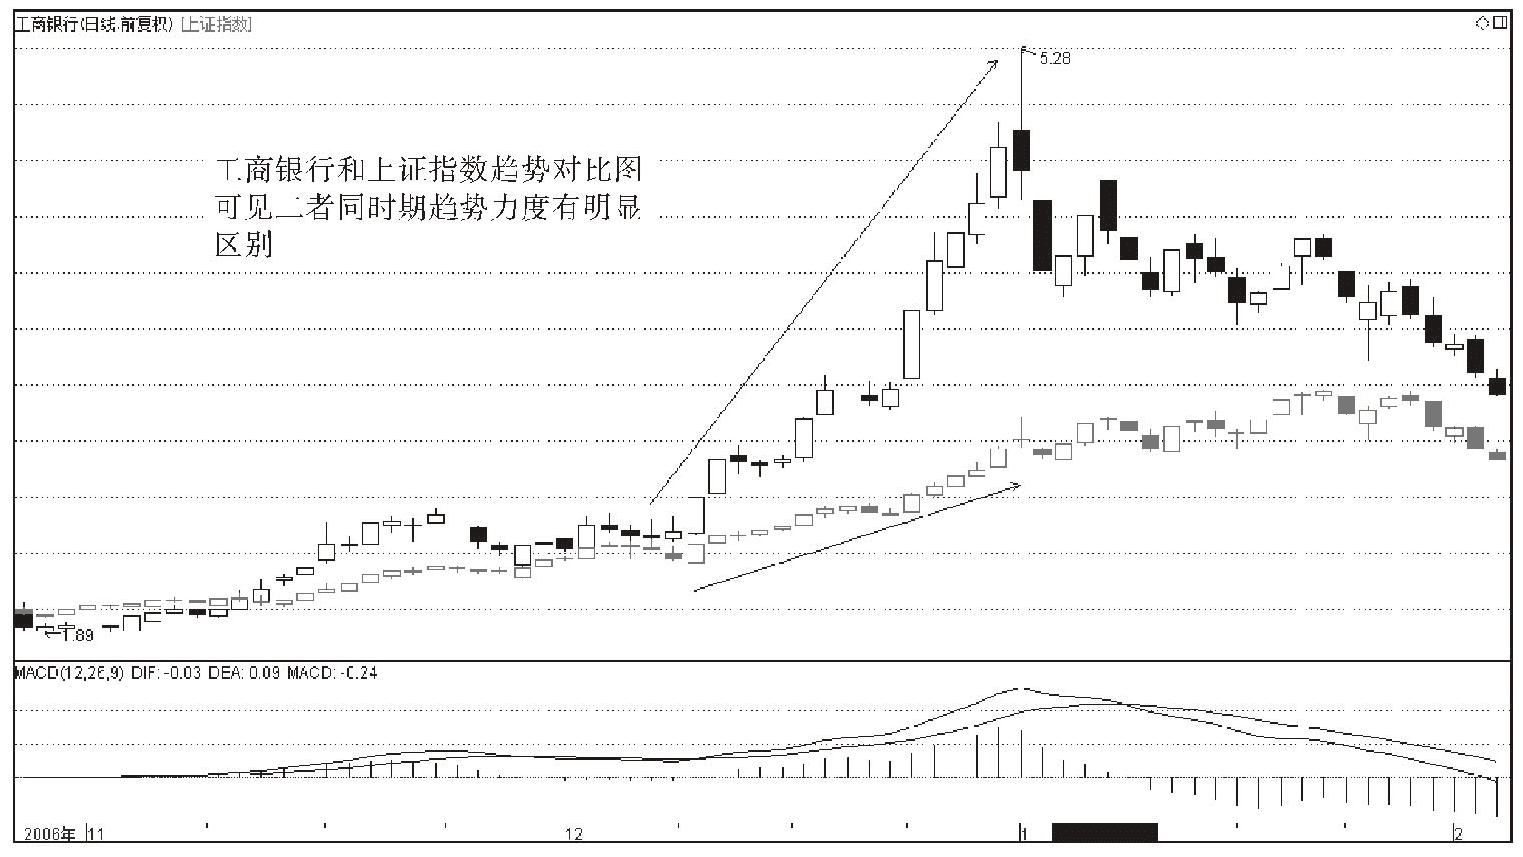 工商银行(日线.前复权) [上证指数]
5.28
工商银行和上证指数趋势对比图
可见二者同时期趋势力度有明显
区别
1.89
MACD(12,26,9) DIF: -0.03 DEA: 0.09 MACD: -0.24
2006年 11 12 1 2